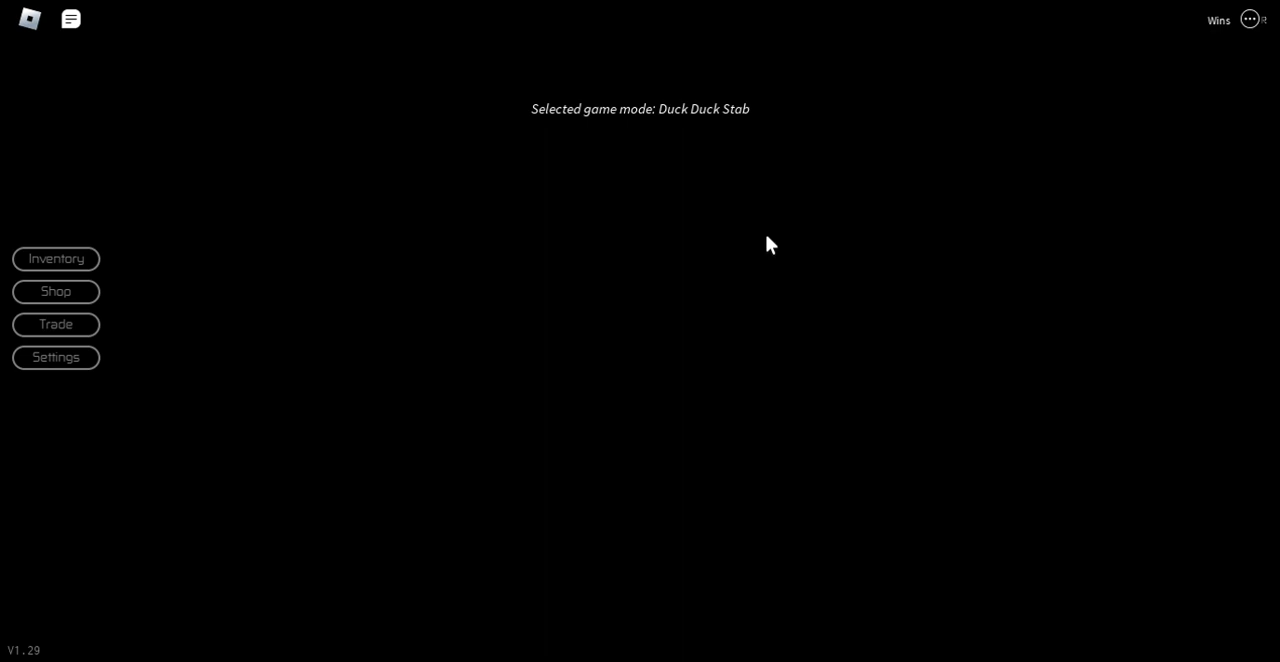 Wins
Selected game mode: Duck Duck Stab
Inventory
Shop
Trade
Settings
V1.29